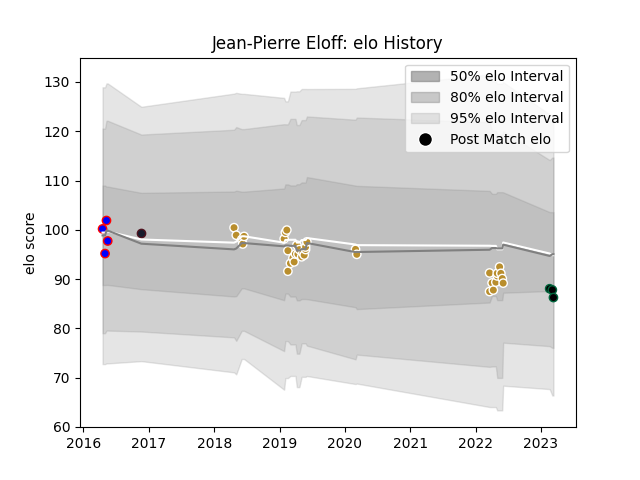 Jean-Pierre Eloff: elo History
50% elo Interval
80% elo Interval
95% elo Interval
Post Match elo
elo score
130
120
110
100
90
80
70
60
2016 2017 2018 2019 2020 2021 2022 2023